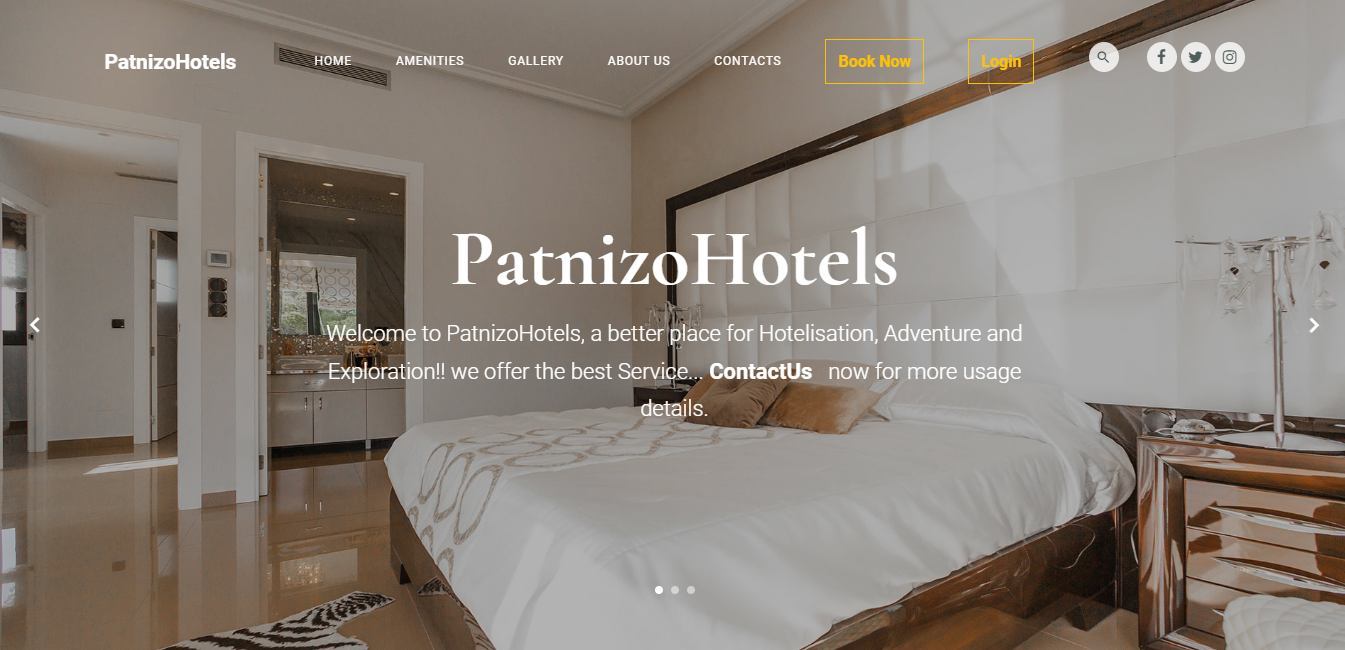 PatnizoHotels HOME AMENITIES GALLERY ABOUT US CONTACTS Book Now Login
PatnizoHotels
Welcome to PatnizoHotels, a better place for Hotelisation, Adventure and
Exploration!! we offer the best Service... ContactUs now for more usage
details.